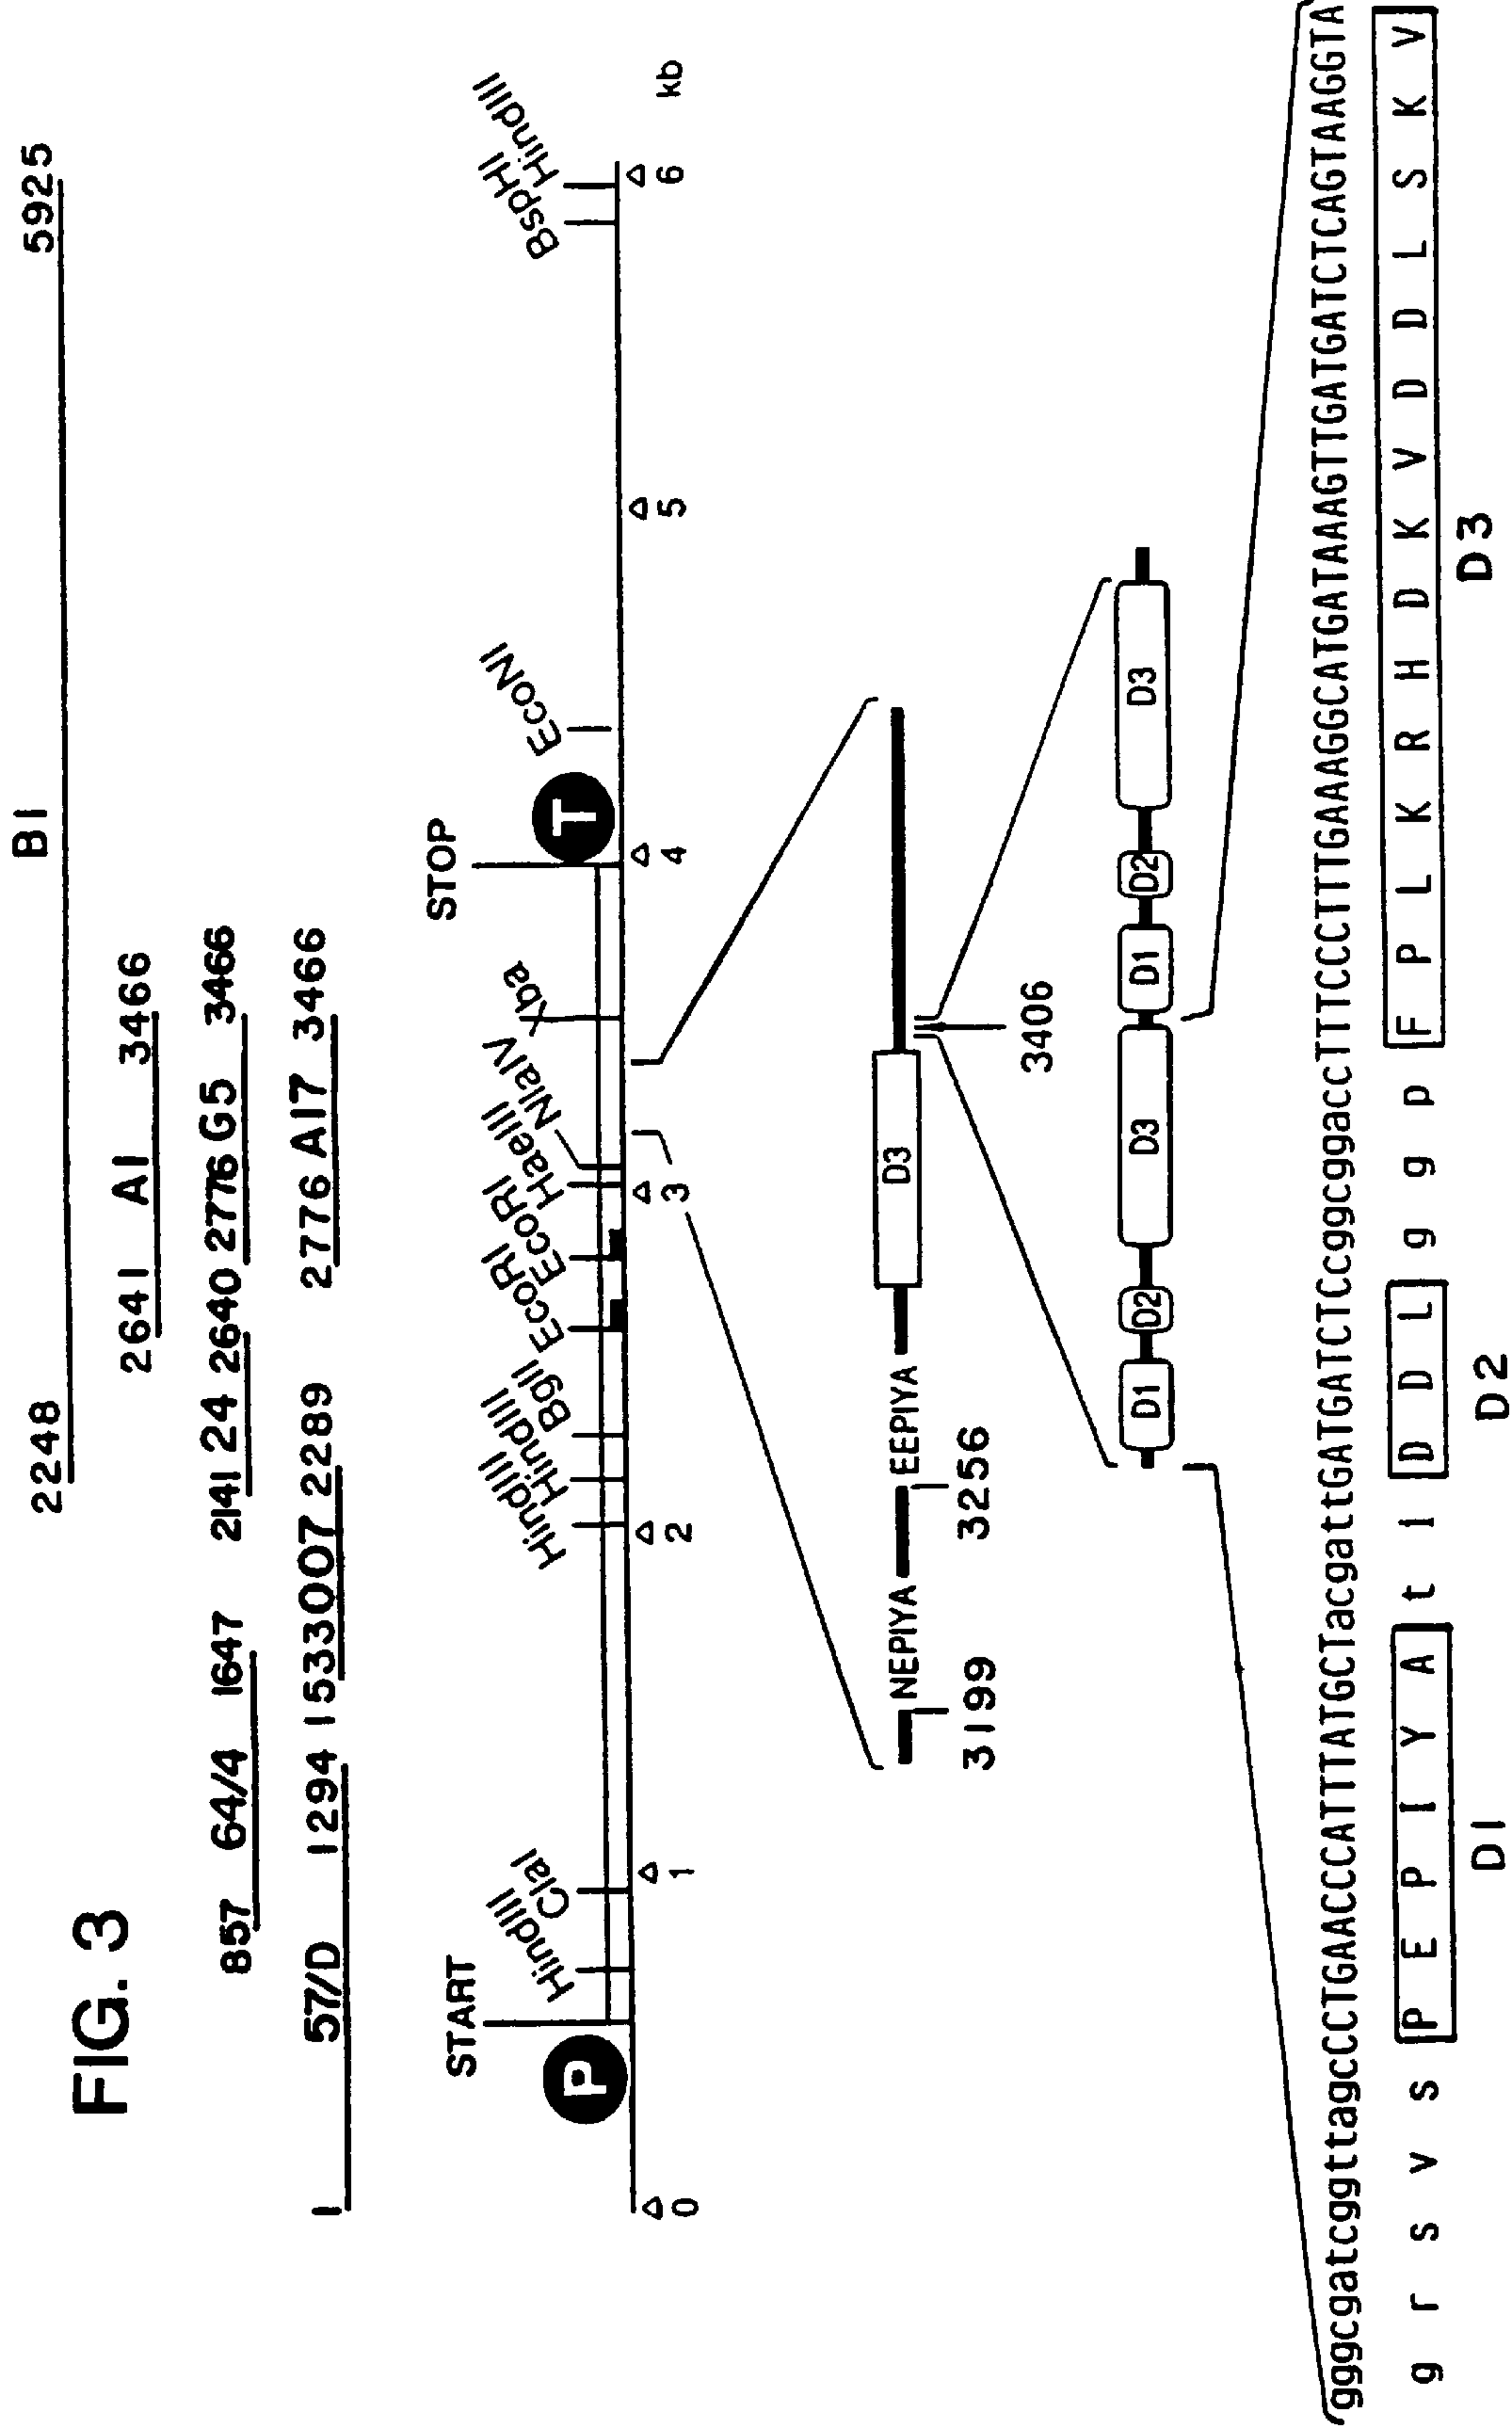 FIG. 3
2248 B1 5925
2641 A1 3466
857 64/4 1647 2141 24 2640 2776 G5 3466
1 57/D 1294 1533 007 2289 2776 A17 3466
START STOP
HindIII ClaI HindIII HindIII BglI EcoRI EcoRI HaeIII NlaIV Xba EcoNI BspHI HindIII
P T
0 1 2 3 4 5 6 kb
NEPIYA EEPIYA D3
3199 3256 3406
D1 D2 D3 D1 D2 D3
gggcgatcggttagcCCTGAACCCATTTATGCTacgattGATGATCTCcggcggaccTTTCCCTTTGAAAGGCATGATAAAGTTGATGATCTCAGTAAGGTA
g r s v s P E P I Y A t i D D L g g p F P L K R H D K V D D L S K V
D1 D2 D3